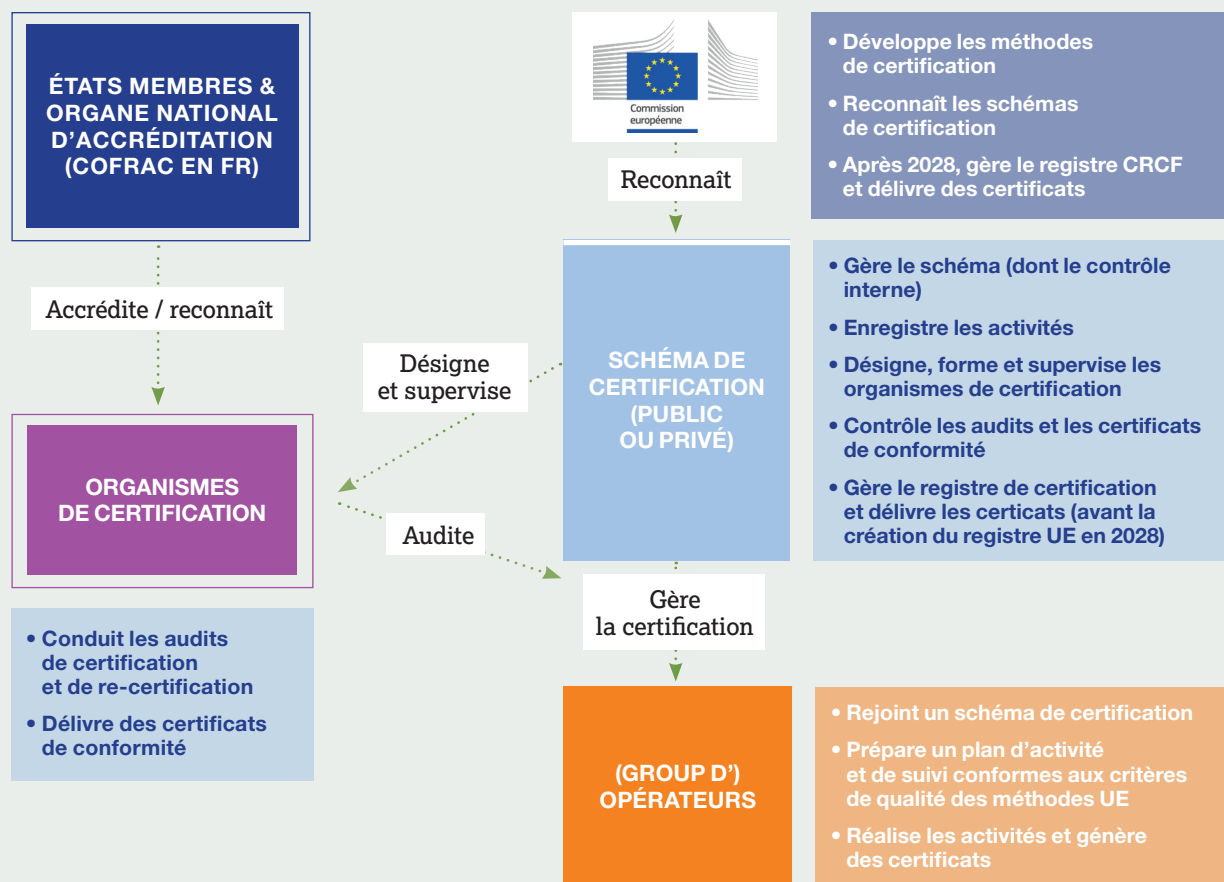 ÉTATS MEMBRES &
ORGANE NATIONAL
D'ACCRÉDITATION
(COFRAC EN FR)
Accrédite / reconnaît
ORGANISMES
DE CERTIFICATION
• Conduit les audits
de certification
et de re-certification
• Délivre des certificats
de conformité
Commission
européenne
Reconnaît
• Développe les méthodes
de certification
• Reconnaît les schémas
de certification
• Après 2028, gère le registre CRCF
et délivre des certificats
Désigne
et supervise
Audite
SCHÉMA DE
CERTIFICATION
(PUBLIC
OU PRIVÉ)
• Gère le schéma (dont le contrôle
interne)
• Enregistre les activités
• Désigne, forme et supervise les
organismes de certification
• Contrôle les audits et les certificats
de conformité
• Gère le registre de certification
et délivre les certicats (avant la
création du registre UE en 2028)
Gère
la certification
(GROUP D')
OPÉRATEURS
• Rejoint un schéma de certification
• Prépare un plan d'activité
et de suivi conformes aux critères
de qualité des méthodes UE
• Réalise les activités et génère
des certificats